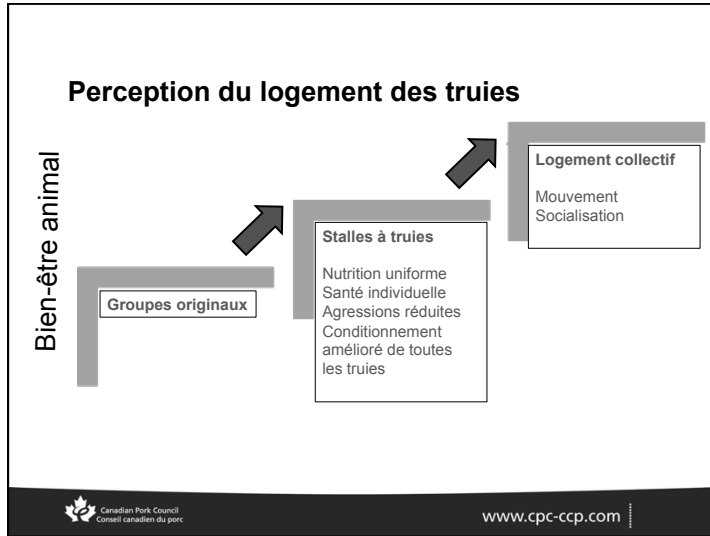 Perception du logement des truies
Bien-être animal
Groupes originaux
Stalles à truies
Nutrition uniforme
Santé individuelle
Agressions réduites
Conditionnement
amélioré de toutes
les truies
Logement collectif
Mouvement
Socialisation
Canadian Pork Council
Conseil canadien du porc
www.cpc-ccp.com